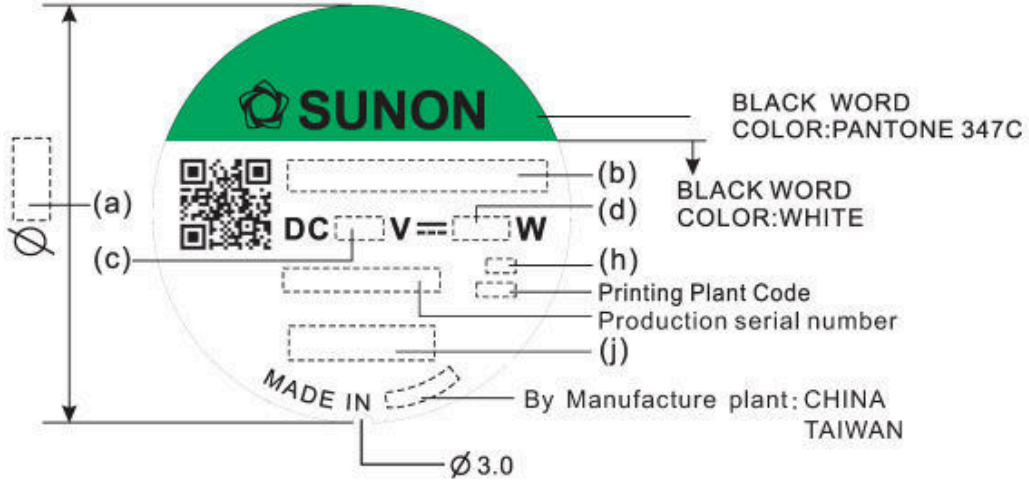 SUNON
BLACK WORD
COLOR:PANTONE 347C
(b)
BLACK WORD
COLOR:WHITE
(a)
(d)
DC V W
(c)
(h)
Printing Plant Code
Production serial number
(j)
MADE IN
By Manufacture plant: CHINA
TAIWAN
Ø
Ø 3.0